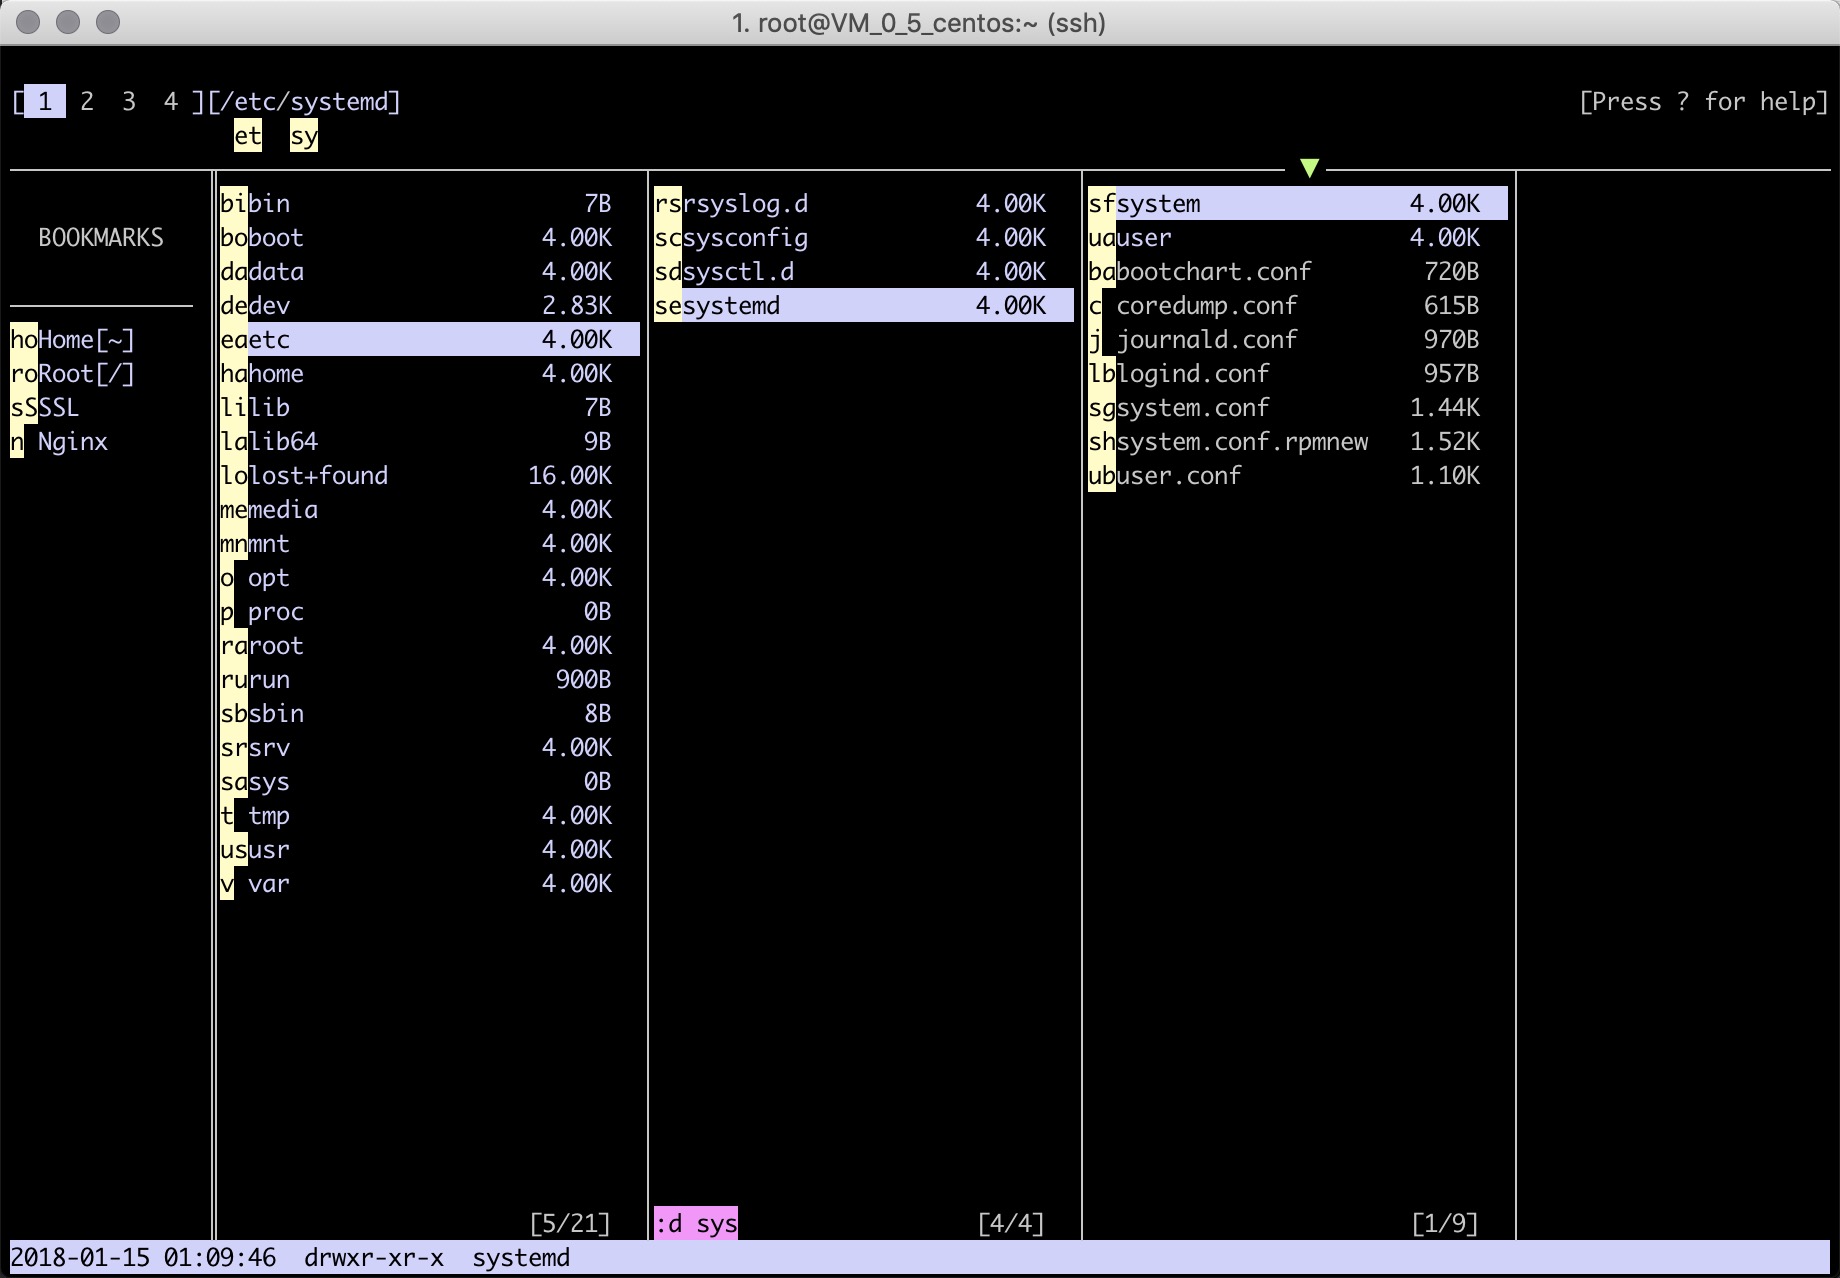 1. root@VM_0_5_centos:~ (ssh)
[ 1 2 3 4 ][/etc/systemd] [Press ? for help]
et sy
BOOKMARKS
hoHome[~]
roRoot[/]
sSSSL
n Nginx
bibin 7B
boboot 4.00K
dadata 4.00K
dedev 2.83K
eaetc 4.00K
hahome 4.00K
lilib 7B
lalib64 9B
lolost+found 16.00K
memedia 4.00K
mnmnt 4.00K
o opt 4.00K
p proc 0B
raroot 4.00K
rurun 900B
sbsbin 8B
srsrv 4.00K
sasys 0B
t tmp 4.00K
ususr 4.00K
v var 4.00K
[5/21]
rsrsyslog.d 4.00K
scsysconfig 4.00K
sdsysctl.d 4.00K
sesystemd 4.00K
:d sys [4/4]
sfsystem 4.00K
uauser 4.00K
babootchart.conf 720B
c coredump.conf 615B
j journald.conf 970B
lblogind.conf 957B
sgsystem.conf 1.44K
shsystem.conf.rpmnew 1.52K
ubuser.conf 1.10K
[1/9]
2018-01-15 01:09:46 drwxr-xr-x systemd